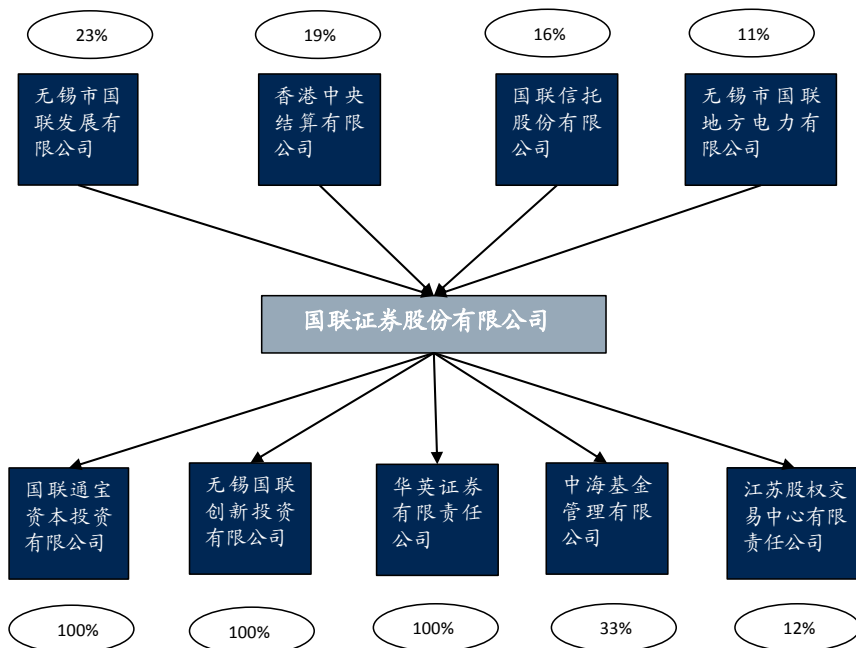 23%
19%
16%
11%
无锡市国
联发展有
限公司
香港中央
结算有限
公司
国联信托
股份有限
公司
无锡市国联
地方电力有
限公司
国联证券股份有限公司
国联通宝
资本投资
有限公司
无锡国联
创新投资
有限公司
华英证券
有限责任
公司
中海基金
管理有限
公司
江苏股权交
易中心有限
责任公司
100%
100%
100%
33%
12%